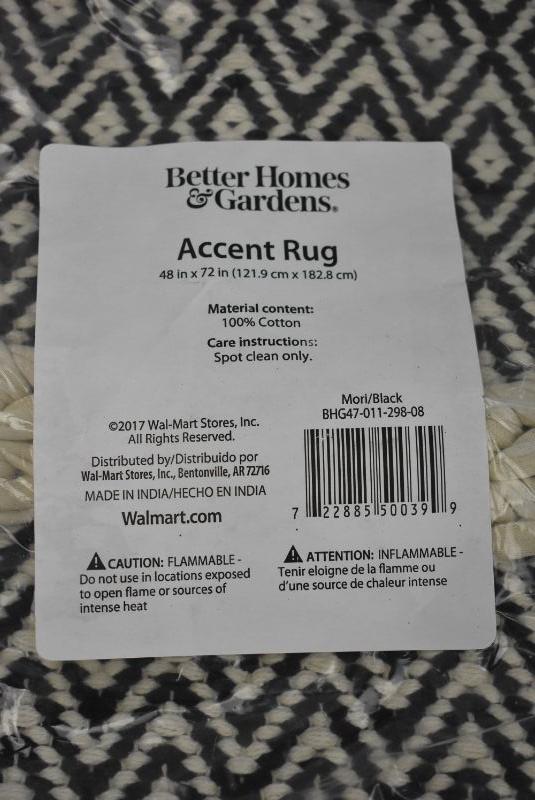 Better Homes
& Gardens®
Accent Rug
48 in x 72 in (121.9 cm x 182.8 cm)
Material content:
100% Cotton
Care instructions:
Spot clean only.
©2017 Wal-Mart Stores, Inc.
All Rights Reserved.
Distributed by/Distribuido por
Wal-Mart Stores, Inc., Bentonville, AR 72716
MADE IN INDIA/HECHO EN INDIA
Walmart.com
Mori/Black
BHG47-011-298-08
7 22885 50039 9
CAUTION: FLAMMABLE -
Do not use in locations exposed
to open flame or sources of
intense heat
ATTENTION: INFLAMMABLE -
Tenir eloigne de la flamme ou
d'une source de chaleur intense